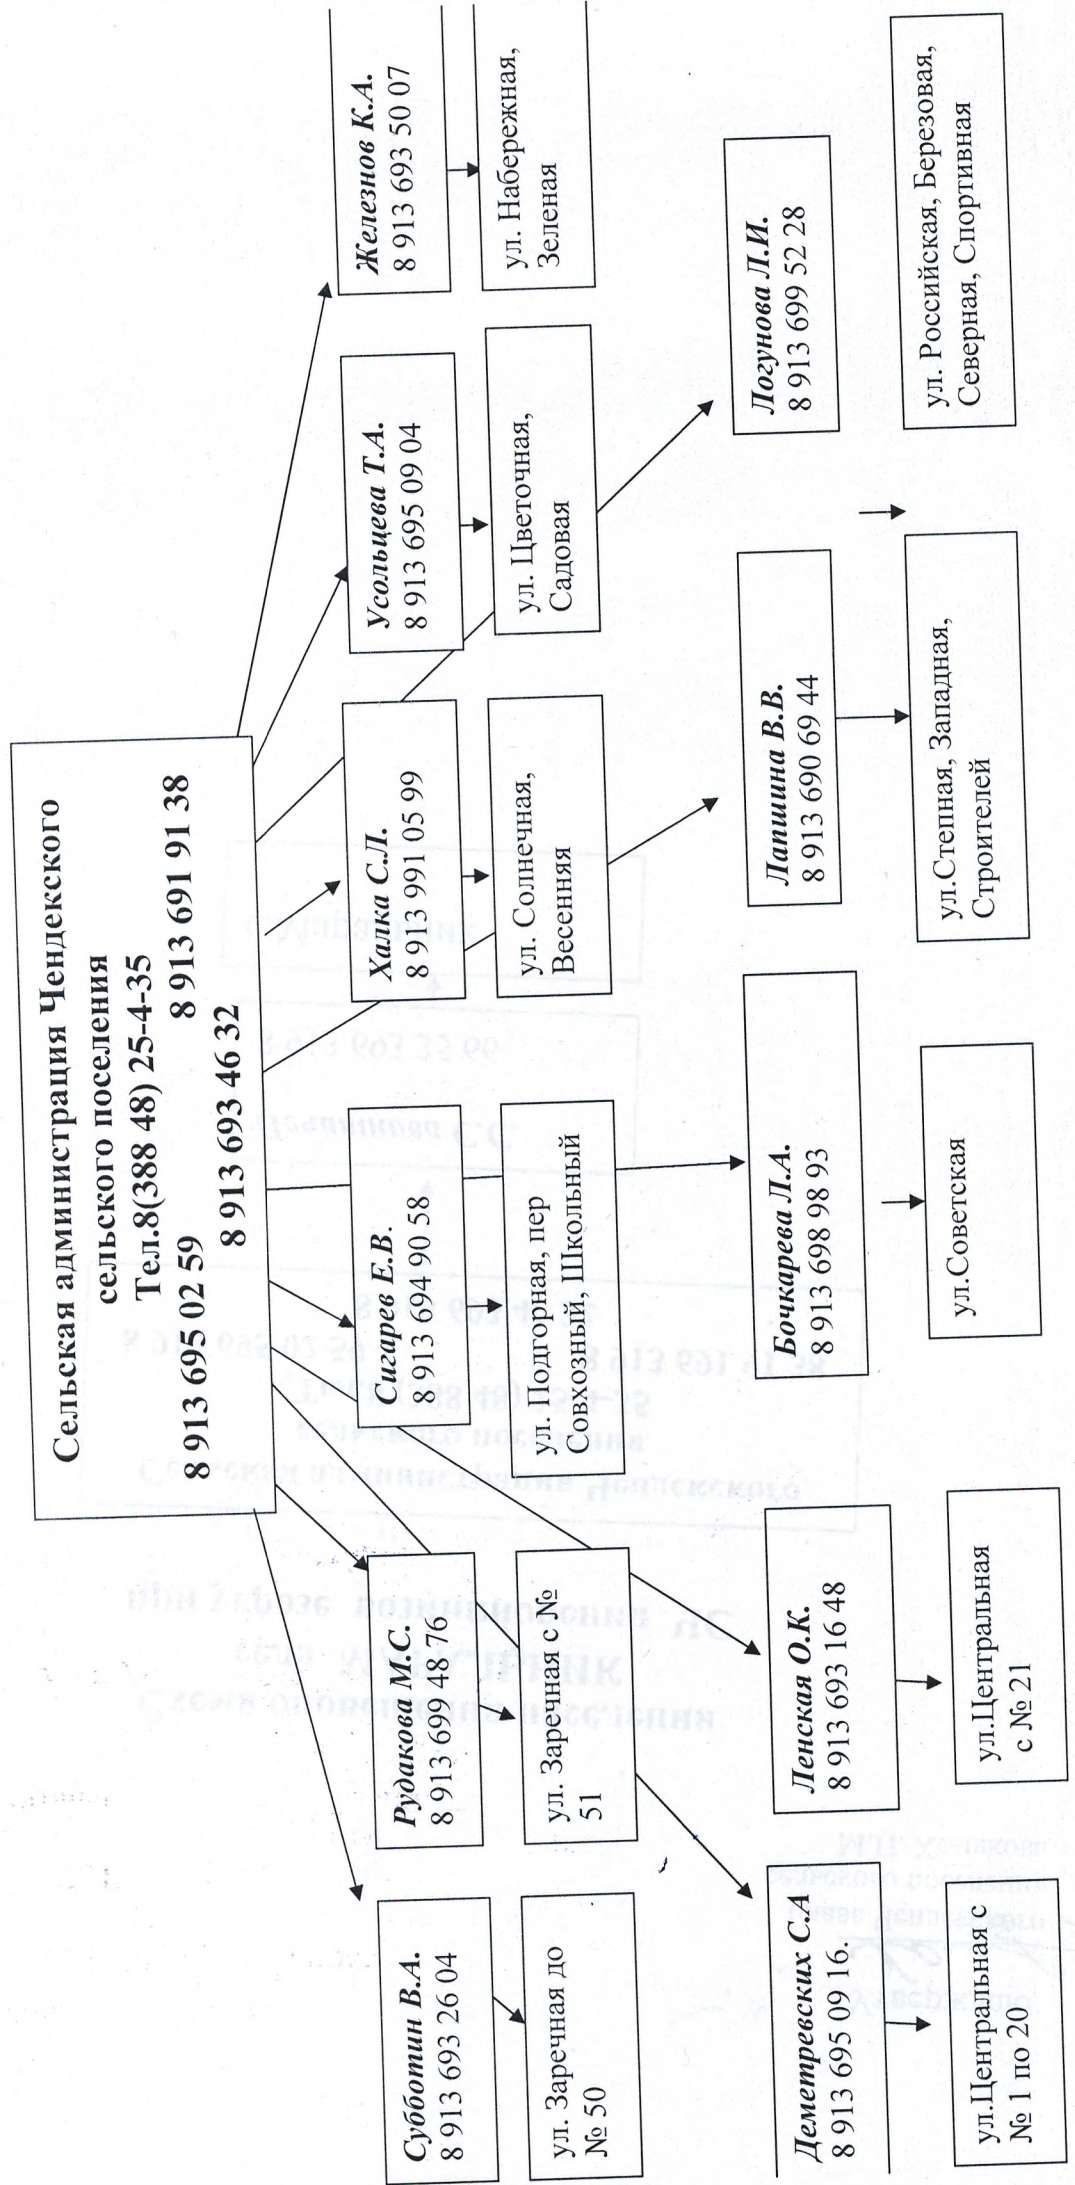 Сельская администрация Чендекского
сельского поселения
Тел.8(388 48) 25-4-35
8 913 695 02 59 8 913 691 91 38
8 913 693 46 32
Субботин В.А.
8 913 693 26 04
Рудакова М.С.
8 913 699 48 76
Сигарев Е.В.
8 913 694 90 58
Халка С.Л.
8 913 991 05 99
Усольцева Т.А.
8 913 695 09 04
Железнов К.А.
8 913 693 50 07
ул. Заречная до
№ 50
ул. Заречная с №
51
ул. Подгорная, пер
Совхозный, Школьный
ул. Солнечная,
Весенняя
ул. Цветочная,
Садовая
ул. Набережная,
Зеленая
Деметревских С.А
8 913 695 09 16.
Ленская О.К.
8 913 693 16 48
Бочкарева Л.А.
8 913 698 98 93
Лапшина В.В.
8 913 690 69 44
Логунова Л.И.
8 913 699 52 28
ул.Центральная с
№ 1 по 20
ул.Центральная
с № 21
ул.Советская
ул.Степная, Западная,
Строителей
ул. Российская, Березовая,
Северная, Спортивная